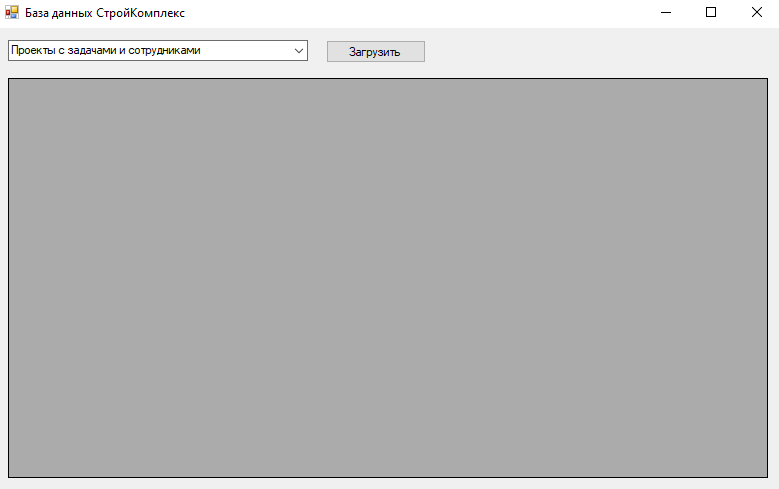 База данных СтройКомплекс
Проекты с задачами и сотрудниками
Загрузить